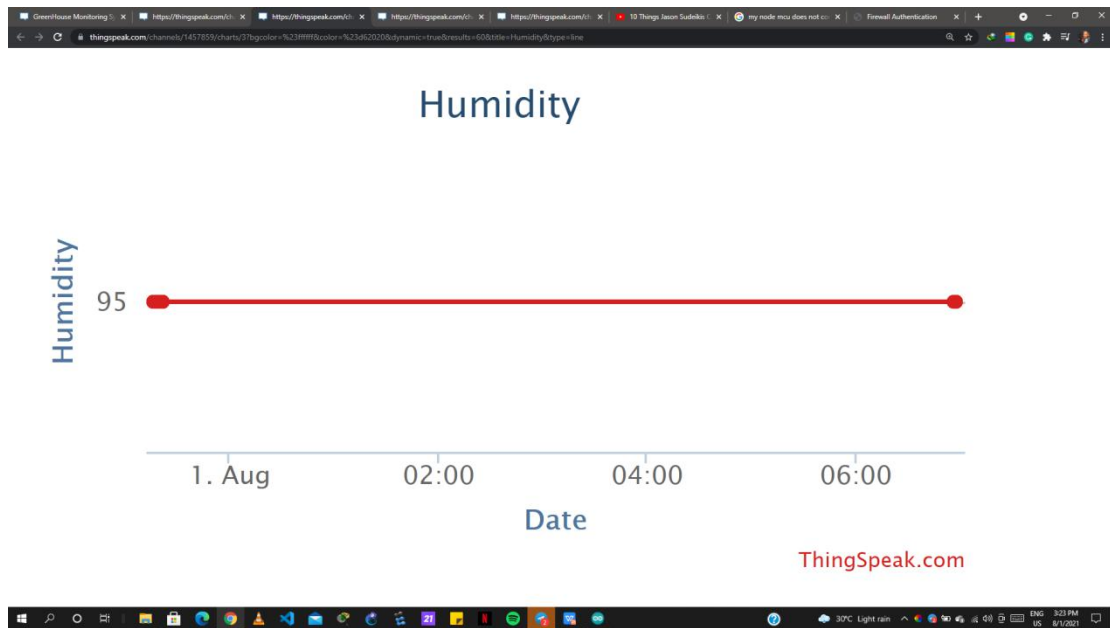 GreenHouse Monitoring S
https://thingspeak.com/ch
https://thingspeak.com/ch
https://thingspeak.com/ch
https://thingspeak.com/ch
10 Things Jason Sudeikis C
my node mcu does not con
Firewall Authentication
thingspeak.com/channels/1457859/charts/3?bgcolor=%23ffffff&color=%23d62020&dynamic=true&results=60&title=Humidity&type=line
Humidity
Humidity
95
1. Aug
02:00
04:00
06:00
Date
ThingSpeak.com
21
30°C Light rain
ENG
US
3:23 PM
8/1/2021